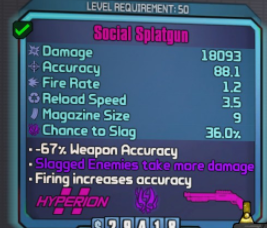 LEVEL REQUIREMENT: 50
Social Splatgun
Damage 18093
Accuracy 88.1
Fire Rate 1.2
Reload Speed 3.5
Magazine Size 9
Chance to Slag 36.0%
• -67% Weapon Accuracy
• Slagged Enemies take more damage
• Firing increases accuracy
HYPERION